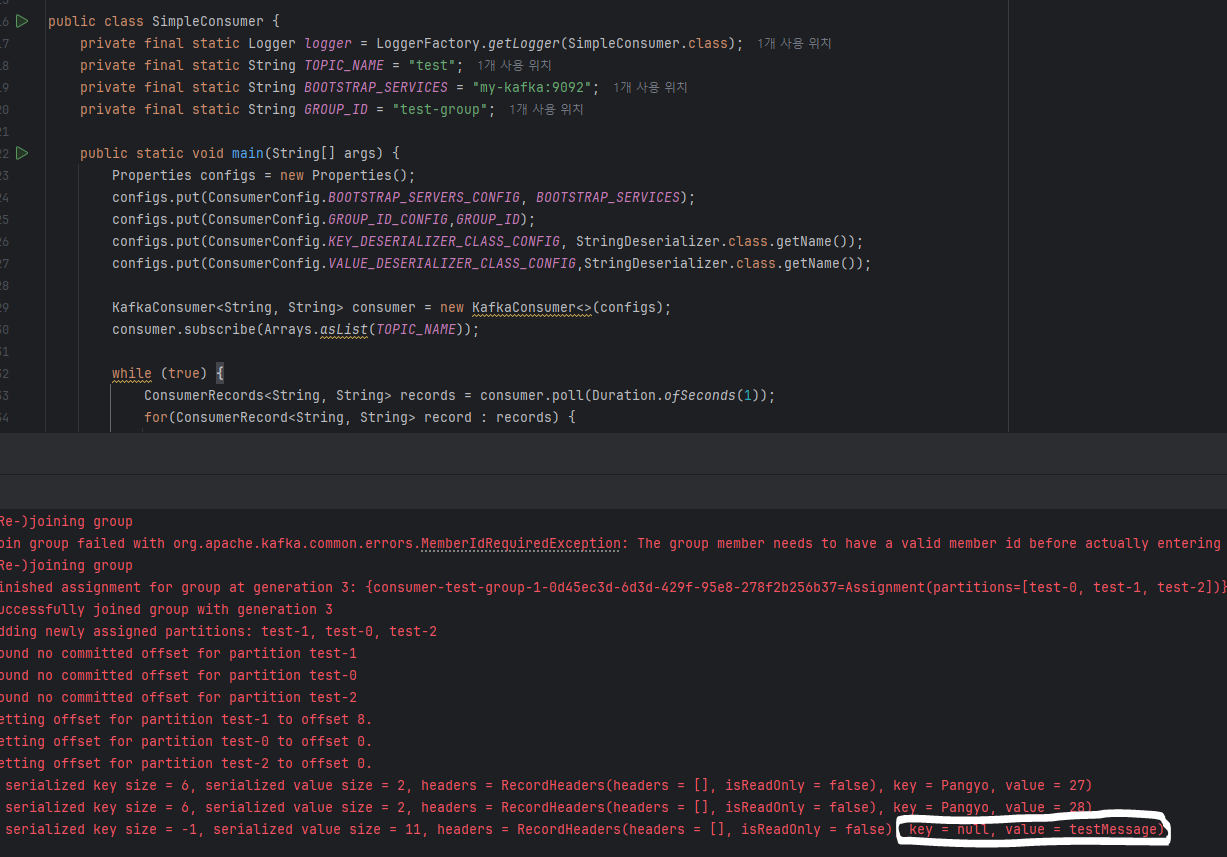 6 public class SimpleConsumer {
7 private final static Logger logger = LoggerFactory.getLogger(SimpleConsumer.class); 1개 사용 위치
8 private final static String TOPIC_NAME = "test"; 1개 사용 위치
9 private final static String BOOTSTRAP_SERVICES = "my-kafka:9092"; 1개 사용 위치
20 private final static String GROUP_ID = "test-group"; 1개 사용 위치
21
22 public static void main(String[] args) {
23 Properties configs = new Properties();
24 configs.put(ConsumerConfig.BOOTSTRAP_SERVERS_CONFIG, BOOTSTRAP_SERVICES);
25 configs.put(ConsumerConfig.GROUP_ID_CONFIG,GROUP_ID);
26 configs.put(ConsumerConfig.KEY_DESERIALIZER_CLASS_CONFIG, StringDeserializer.class.getName());
27 configs.put(ConsumerConfig.VALUE_DESERIALIZER_CLASS_CONFIG,StringDeserializer.class.getName());
28
29 KafkaConsumer<String, String> consumer = new KafkaConsumer<>(configs);
30 consumer.subscribe(Arrays.asList(TOPIC_NAME));
31
32 while (true) {
33 ConsumerRecords<String, String> records = consumer.poll(Duration.ofSeconds(1));
34 for(ConsumerRecord<String, String> record : records) {
Re-)joining group
oin group failed with org.apache.kafka.common.errors.MemberIdRequiredException: The group member needs to have a valid member id before actually entering
Re-)joining group
inished assignment for group at generation 3: {consumer-test-group-1-0d45ec3d-6d3d-429f-95e8-278f2b256b37=Assignment(partitions=[test-0, test-1, test-2])}
uccessfully joined group with generation 3
dding newly assigned partitions: test-1, test-0, test-2
ound no committed offset for partition test-1
ound no committed offset for partition test-0
ound no committed offset for partition test-2
etting offset for partition test-1 to offset 8.
etting offset for partition test-0 to offset 0.
etting offset for partition test-2 to offset 0.
serialized key size = 6, serialized value size = 2, headers = RecordHeaders(headers = [], isReadOnly = false), key = Pangyo, value = 27)
serialized key size = 6, serialized value size = 2, headers = RecordHeaders(headers = [], isReadOnly = false), key = Pangyo, value = 28)
serialized key size = -1, serialized value size = 11, headers = RecordHeaders(headers = [], isReadOnly = false) key = null, value = testMessage)